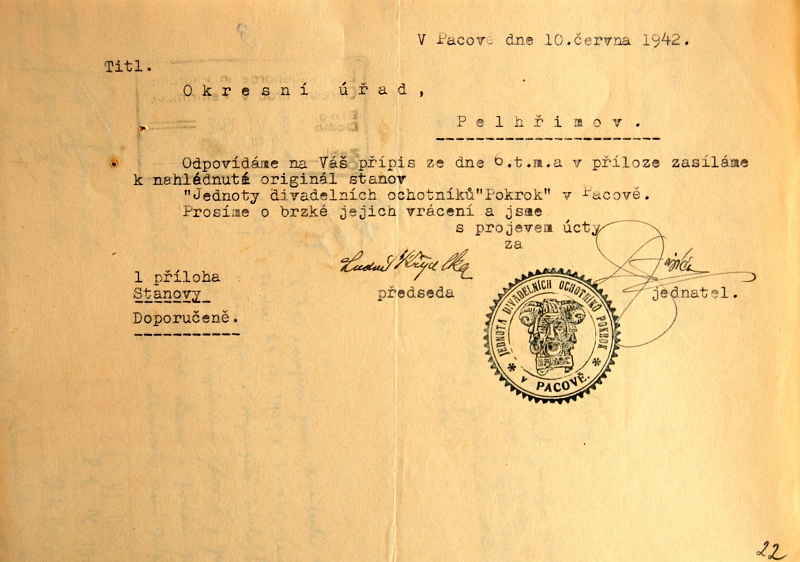 V Pacově dne 10.června 1942.
Titl.
Okresní úřad,
Pelhřimov.
Odpovídáme na Váš přípis ze dne 6.t.m.a v příloze zasíláme
k nahlédnutí originál stanov
"Jednoty divadelních ochotníků"Pokrok" v Pacově.
Prosíme o brzké jejich vrácení a jsme
s projevem úcty
za
1 příloha
Stanovy
předseda
jednatel.
Doporučeně.
JEDNOTA DIVADELNÍCH OCHOTNÍKŮ POKROK
* V PACOVĚ. *
22